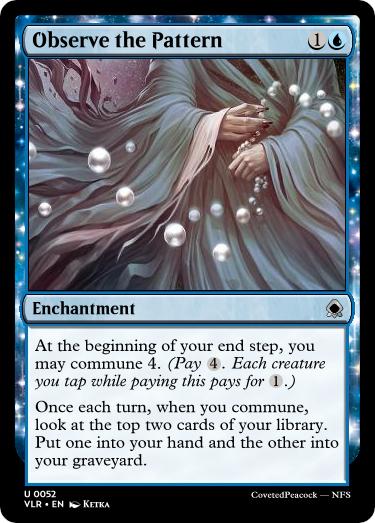 Observe the Pattern 1
Enchantment
At the beginning of your end step, you
may commune 4. (Pay 4. Each creature
you tap while paying this pays for 1.)
Once each turn, when you commune,
look at the top two cards of your library.
Put one into your hand and the other into
your graveyard.
U 0052
VLR • EN KETKA
CovetedPeacock — NFS